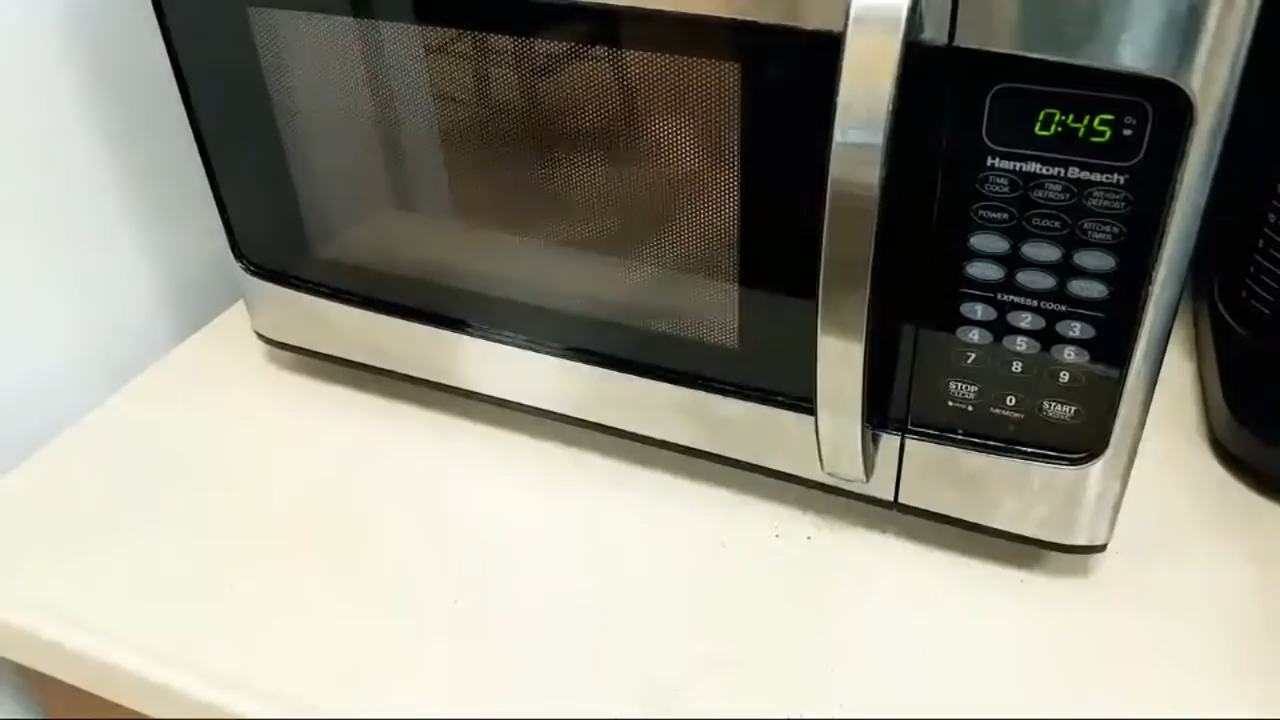 0:45
Hamilton Beach
TIME COOK
TIME DEFROST
WEIGHT DEFROST
POWER
CLOCK
KITCHEN TIMER
EXPRESS COOK
1 2 3
4 5 6
7 8 9
STOP
CLEAR
0
MEMORY
START